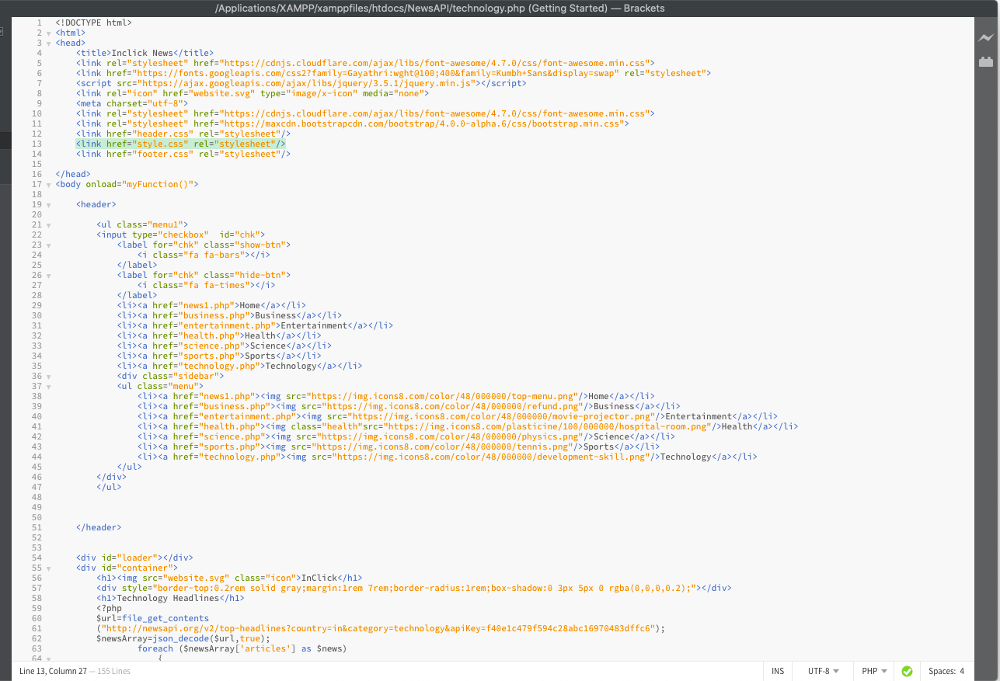 /Applications/XAMPP/xamppfiles/htdocs/NewsAPI/technology.php (Getting Started) — Brackets
1 <!DOCTYPE html>
2 <html>
3 <head>
4 <title>Inclick News</title>
5 <link rel="stylesheet" href="https://cdnjs.cloudflare.com/ajax/libs/font-awesome/4.7.0/css/font-awesome.min.css">
6 <link href="https://fonts.googleapis.com/css2?family=Gayathri:wght@100;400&family=Kumbh+Sans&display=swap" rel="stylesheet">
7 <script src="https://ajax.googleapis.com/ajax/libs/jquery/3.5.1/jquery.min.js"></script>
8 <link rel="icon" href="website.svg" type="image/x-icon" media="none">
9 <meta charset="utf-8">
10 <link rel="stylesheet" href="https://cdnjs.cloudflare.com/ajax/libs/font-awesome/4.7.0/css/font-awesome.min.css">
11 <link rel="stylesheet" href="https://maxcdn.bootstrapcdn.com/bootstrap/4.0.0-alpha.6/css/bootstrap.min.css">
12 <link href="header.css" rel="stylesheet"/>
13 <link href="style.css" rel="stylesheet"/>
14 <link href="footer.css" rel="stylesheet"/>
15
16 </head>
17 <body onload="myFunction()">
18
19 <header>
20
21 <ul class="menu1">
22 <input type="checkbox"  id="chk">
23 <label for="chk" class="show-btn">
24 <i class="fa fa-bars"></i>
25 </label>
26 <label for="chk" class="hide-btn">
27 <i class="fa fa-times"></i>
28 </label>
29 <li><a href="news1.php">Home</a></li>
30 <li><a href="business.php">Business</a></li>
31 <li><a href="entertainment.php">Entertainment</a></li>
32 <li><a href="health.php">Health</a></li>
33 <li><a href="science.php">Science</a></li>
34 <li><a href="sports.php">Sports</a></li>
35 <li><a href="technology.php">Technology</a></li>
36 <div class="sidebar">
37 <ul class="menu">
38 <li><a href="news1.php"><img src="https://img.icons8.com/color/48/000000/top-menu.png"/>Home</a></li>
39 <li><a href="business.php"><img src="https://img.icons8.com/color/48/000000/refund.png"/>Business</a></li>
40 <li><a href="entertainment.php"><img src="https://img.icons8.com/color/48/000000/movie-projector.png"/>Entertainment</a></li>
41 <li><a href="health.php"><img class="health"src="https://img.icons8.com/plasticine/100/000000/hospital-room.png"/>Health</a></li>
42 <li><a href="science.php"><img src="https://img.icons8.com/color/48/000000/physics.png"/>Science</a></li>
43 <li><a href="sports.php"><img src="https://img.icons8.com/color/48/000000/tennis.png"/>Sports</a></li>
44 <li><a href="technology.php"><img src="https://img.icons8.com/color/48/000000/development-skill.png"/>Technology</a></li>
45 </ul>
46 </div>
47 </ul>
48
49
50
51 </header>
52
53
54 <div id="loader"></div>
55 <div id="container">
56 <h1><img src="website.svg" class="icon">InClick</h1>
57 <div style="border-top:0.2rem solid gray;margin:1rem 7rem;border-radius:1rem;box-shadow:0 3px 5px 0 rgba(0,0,0,0.2);"></div>
58 <h1>Technology Headlines</h1>
59 <?php
60 $url=file_get_contents
61 ("http://newsapi.org/v2/top-headlines?country=in&category=technology&apiKey=f40e1c479f594c28abc16970483dffc6");
62 $newsArray=json_decode($url,true);
63 foreach ($newsArray['articles'] as $news)
64 {
Line 13, Column 27 — 155 Lines INS UTF-8 PHP Spaces: 4